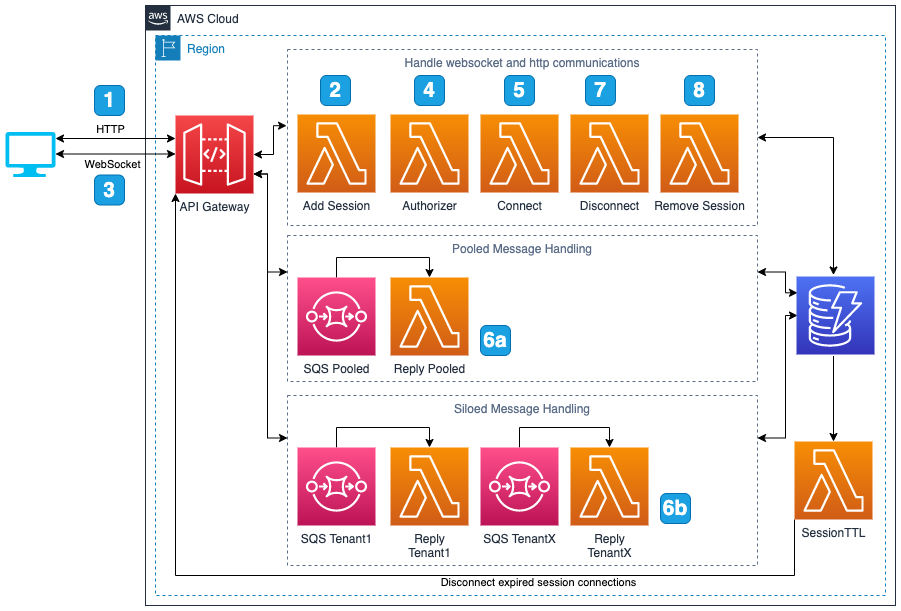 aws
AWS Cloud
Region
Handle websocket and http communications
1
2
4
5
7
8
HTTP
WebSocket
3
</>
API Gateway
Add Session
Authorizer
Connect
Disconnect
Remove Session
Pooled Message Handling
6a
SQS Pooled
Reply Pooled
Siloed Message Handling
6b
SQS Tenant1
Reply
Tenant1
SQS TenantX
Reply
TenantX
SessionTTL
Disconnect expired session connections